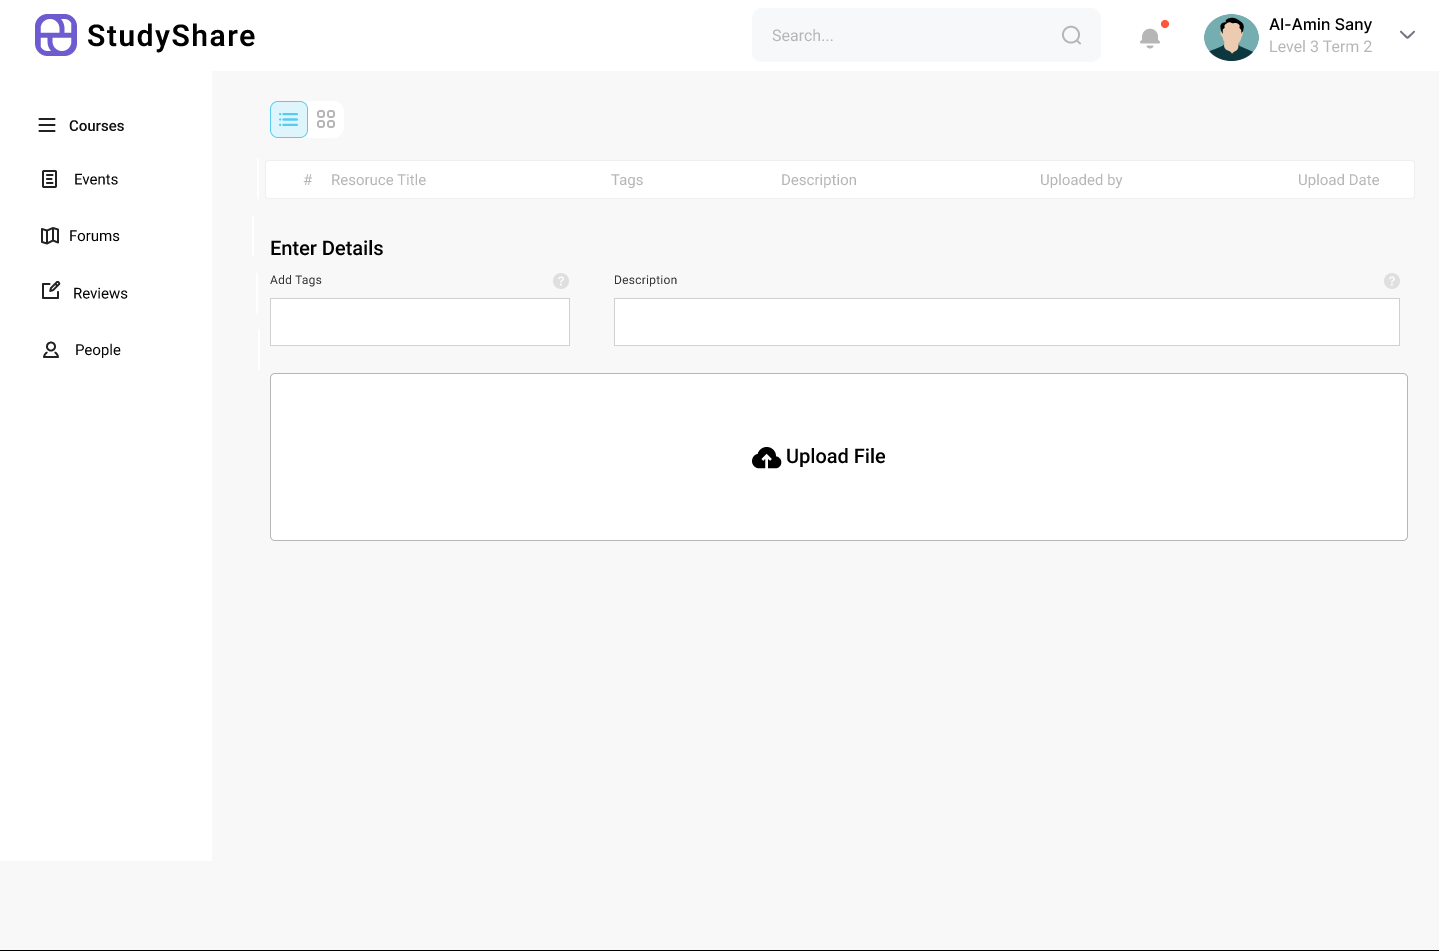 StudyShare
Search...
Al-Amin Sany
Level 3 Term 2
Courses
Events
Forums
Reviews
People
# Resoruce Title Tags Description Uploaded by Upload Date
Enter Details
Add Tags ? Description ?
Upload File